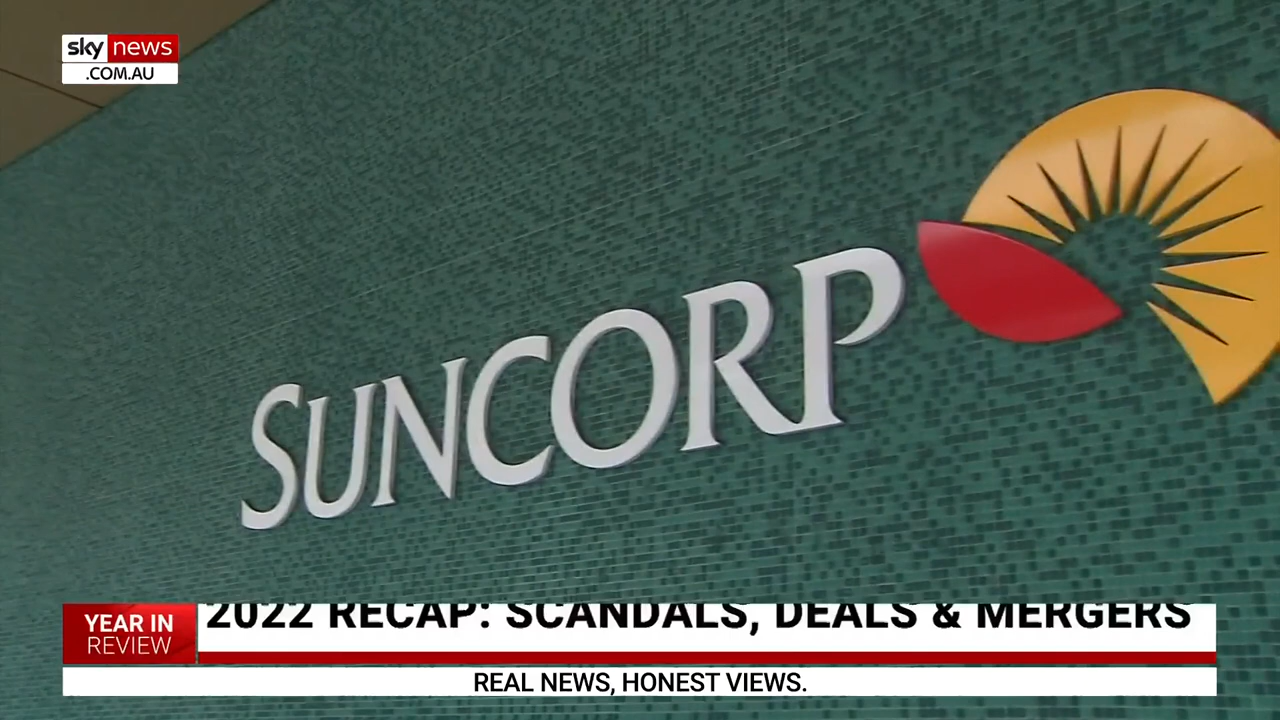 sky news
.COM.AU
SUNCORP
YEAR IN
REVIEW
2022 RECAP: SCANDALS, DEALS & MERGERS
REAL NEWS, HONEST VIEWS.